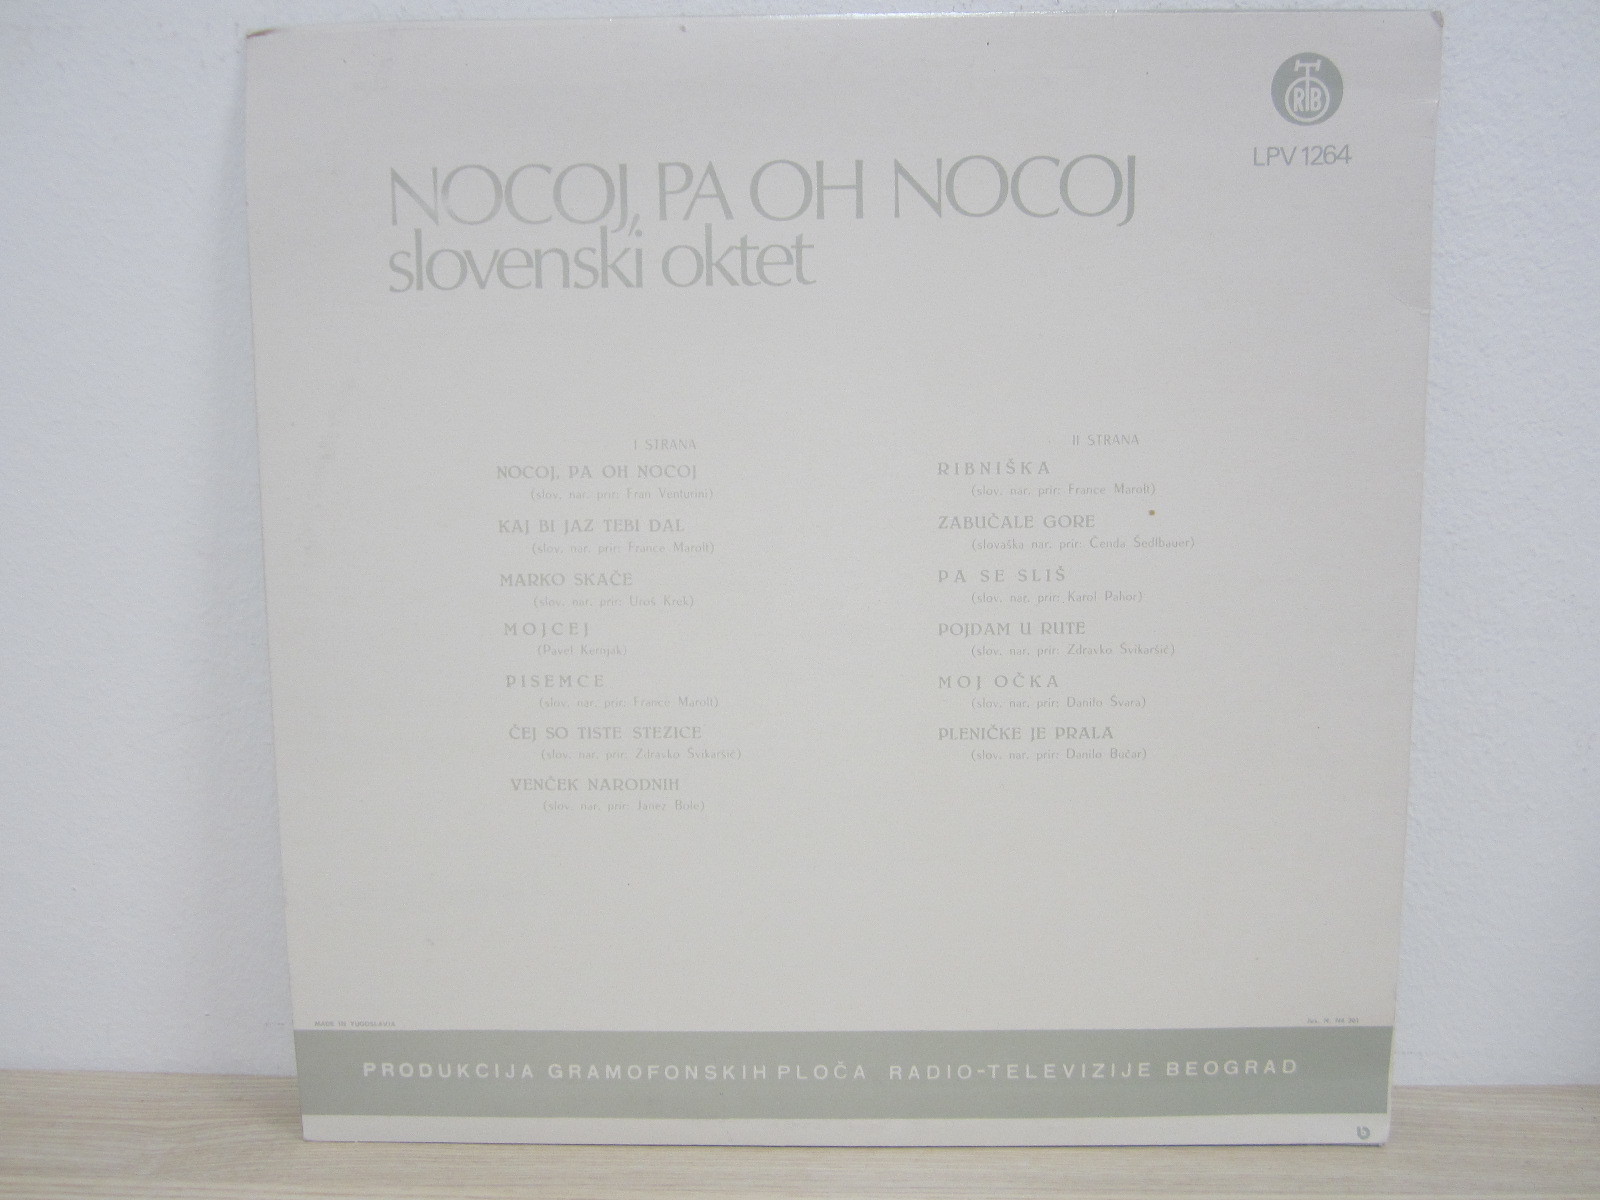 RTB
LPV 1264
NOCOJ, PA OH NOCOJ
slovenski oktet
I STRANA
NOCOJ, PA OH NOCOJ
(slov. nar. prir: Fran Venturini)
KAJ BI JAZ TEBI DAL
(slov. nar. prir: France Marolt)
MARKO SKAČE
(slov. nar. prir: Uroš Krek)
MOJCEJ
(Pavel Kernjak)
PISEMCE
(slov. nar. prir: France Marolt)
ČEJ SO TISTE STEZICE
(slov. nar. prir: Zdravko Švikaršič)
VENČEK NARODNIH
(slov. nar. prir: Janez Bole)
II STRANA
RIBNIŠKA
(slov. nar. prir: France Marolt)
ZABUČALE GORE
(slovaška nar. prir: Čenda Šedlbauer)
PA SE SLIŠ
(slov. nar. prir: Karol Pahor)
POJDAM U RUTE
(slov. nar. prir: Zdravko Švikaršič)
MOJ OČKA
(slov. nar. prir: Danilo Švara)
PLENIČKE JE PRALA
(slov. nar. prir: Danilo Bučar)
MADE IN YUGOSLAVIA
PRODUKCIJA GRAMOFONSKIH PLOČA RADIO-TELEVIZIJE BEOGRAD